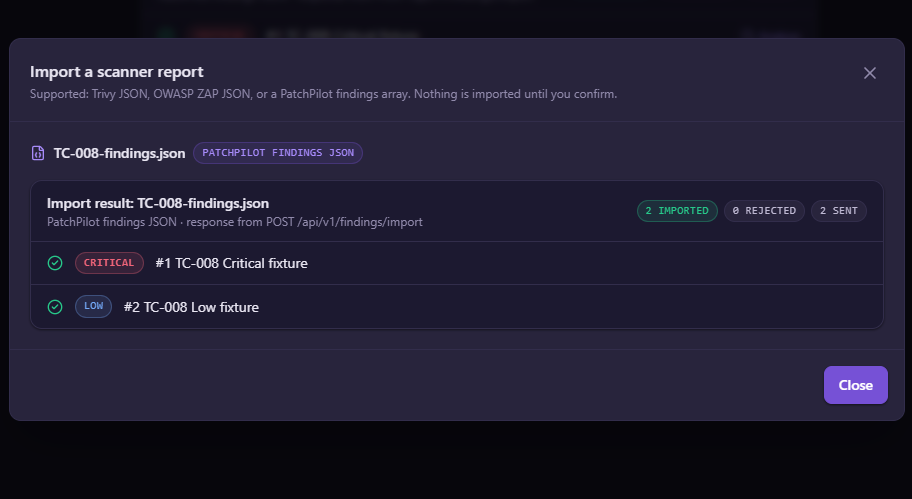 Import a scanner report
Supported: Trivy JSON, OWASP ZAP JSON, or a PatchPilot findings array. Nothing is imported until you confirm.
TC-008-findings.json PATCHPILOT FINDINGS JSON
Import result: TC-008-findings.json
PatchPilot findings JSON · response from POST /api/v1/findings/import
2 IMPORTED 0 REJECTED 2 SENT
CRITICAL #1 TC-008 Critical fixture
LOW #2 TC-008 Low fixture
Close